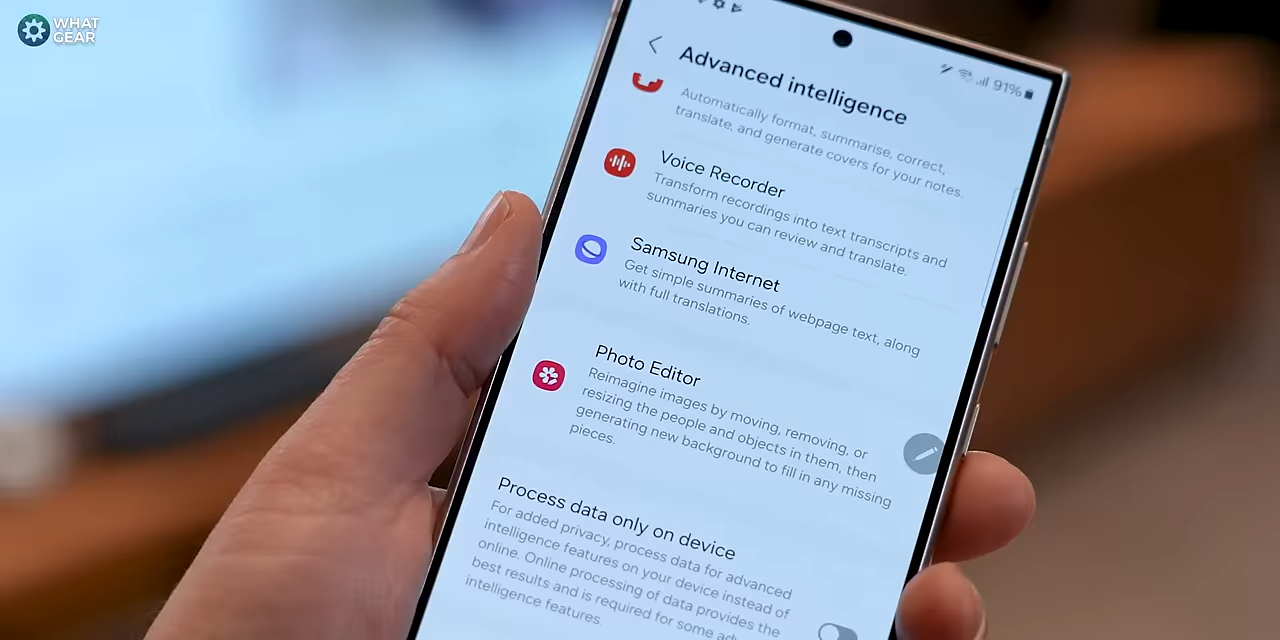 WHAT
GEAR
91%
Advanced intelligence
Automatically format, summarise, correct,
translate, and generate covers for your notes.
Voice Recorder
Transform recordings into text transcripts and
summaries you can review and translate.
Samsung Internet
Get simple summaries of webpage text, along
with full translations.
Photo Editor
Reimagine images by moving, removing, or
resizing the people and objects in them, then
generating new background to fill in any missing
pieces.
Process data only on device
For added privacy, process data for advanced
intelligence features on your device instead of
online. Online processing of data provides the
best results and is required for some adv
intelligence features.